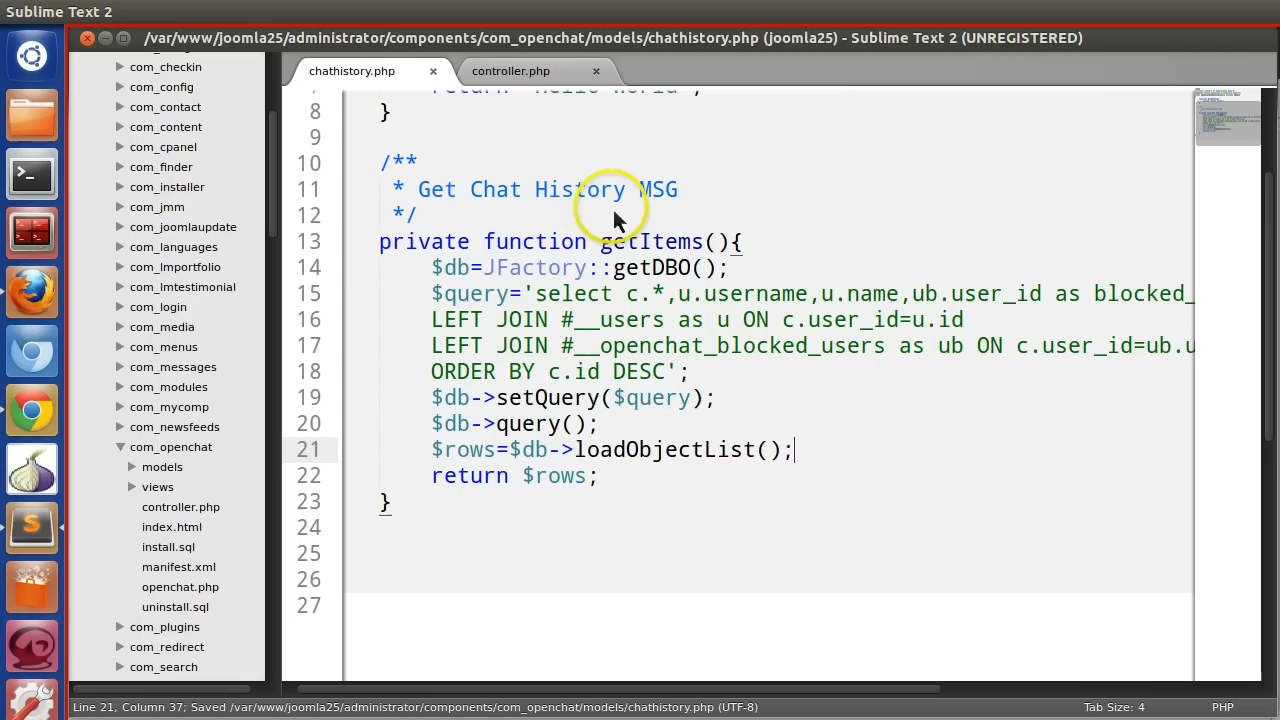 Sublime Text 2
/var/www/joomla25/administrator/components/com_openchat/models/chathistory.php (joomla25) - Sublime Text 2 (UNREGISTERED)
com_checkin
com_config
com_contact
com_content
com_cpanel
com_finder
com_installer
com_jmm
com_joomlaupdate
com_languages
com_lmportfolio
com_lmtestimonial
com_login
com_media
com_menus
com_messages
com_modules
com_mycomp
com_newsfeeds
com_openchat
models
views
controller.php
index.html
install.sql
manifest.xml
openchat.php
uninstall.sql
com_plugins
com_redirect
com_search
chathistory.php × controller.php ×
8 }
9
10 /**
11 * Get Chat History MSG
12 */
13 private function getItems(){
14 $db=JFactory::getDBO();
15 $query='select c.*,u.username,u.name,ub.user_id as blocked_
16 LEFT JOIN #__users as u ON c.user_id=u.id
17 LEFT JOIN #__openchat_blocked_users as ub ON c.user_id=ub.u
18 ORDER BY c.id DESC';
19 $db->setQuery($query);
20 $db->query();
21 $rows=$db->loadObjectList();
22 return $rows;
23 }
24
25
26
27
Line 21, Column 37; Saved /var/www/joomla25/administrator/components/com_openchat/models/chathistory.php (UTF-8) Tab Size: 4 PHP